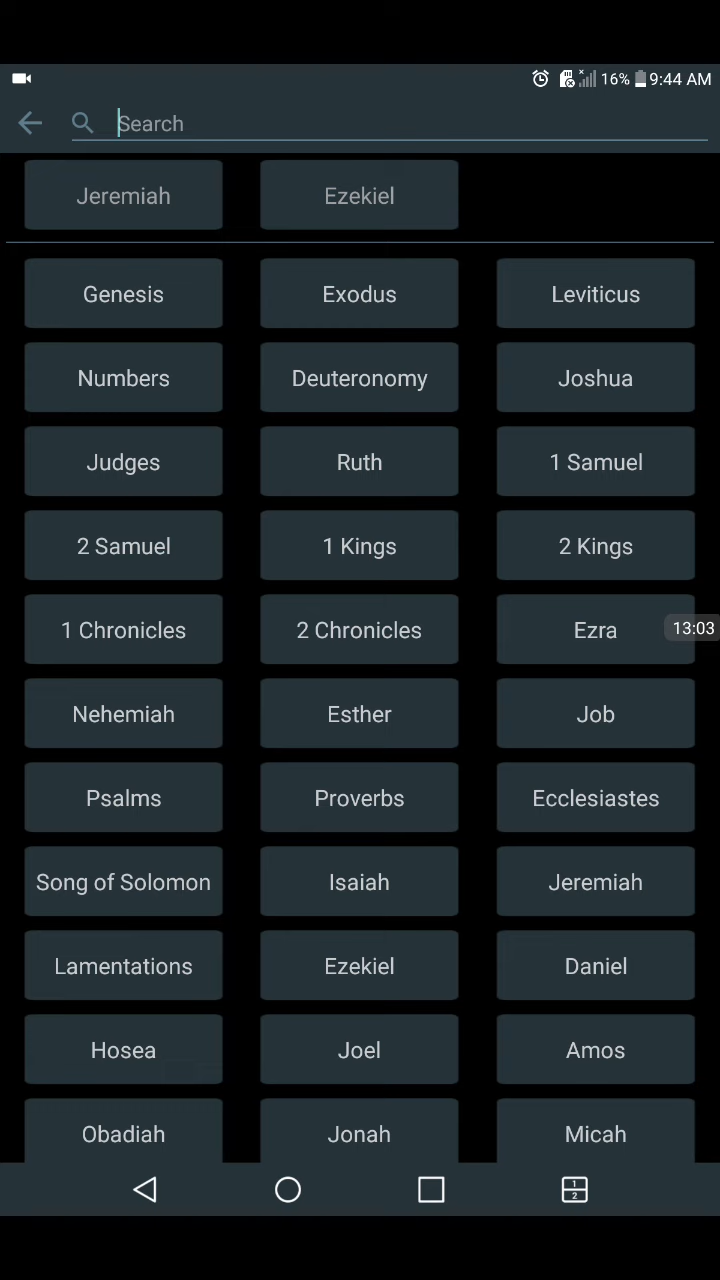 16% 9:44 AM
Search
Jeremiah Ezekiel
Genesis Exodus Leviticus
Numbers Deuteronomy Joshua
Judges Ruth 1 Samuel
2 Samuel 1 Kings 2 Kings
1 Chronicles 2 Chronicles Ezra 13:03
Nehemiah Esther Job
Psalms Proverbs Ecclesiastes
Song of Solomon Isaiah Jeremiah
Lamentations Ezekiel Daniel
Hosea Joel Amos
Obadiah Jonah Micah
1
2